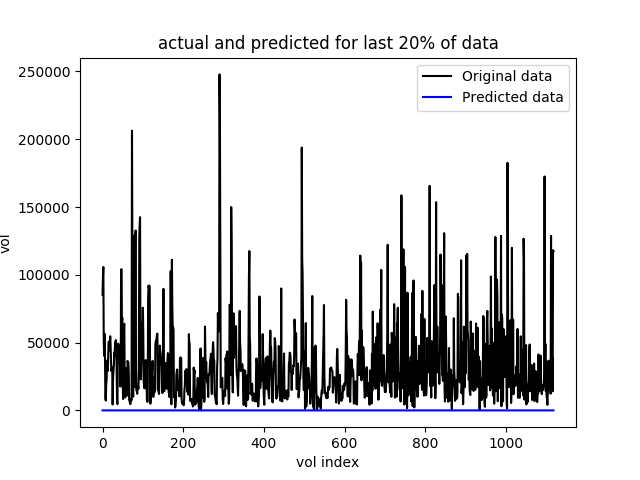 actual and predicted for last 20% of data
250000
200000
150000
100000
50000
0
vol
Original data
Predicted data
0
200
400
600
800
1000
vol index